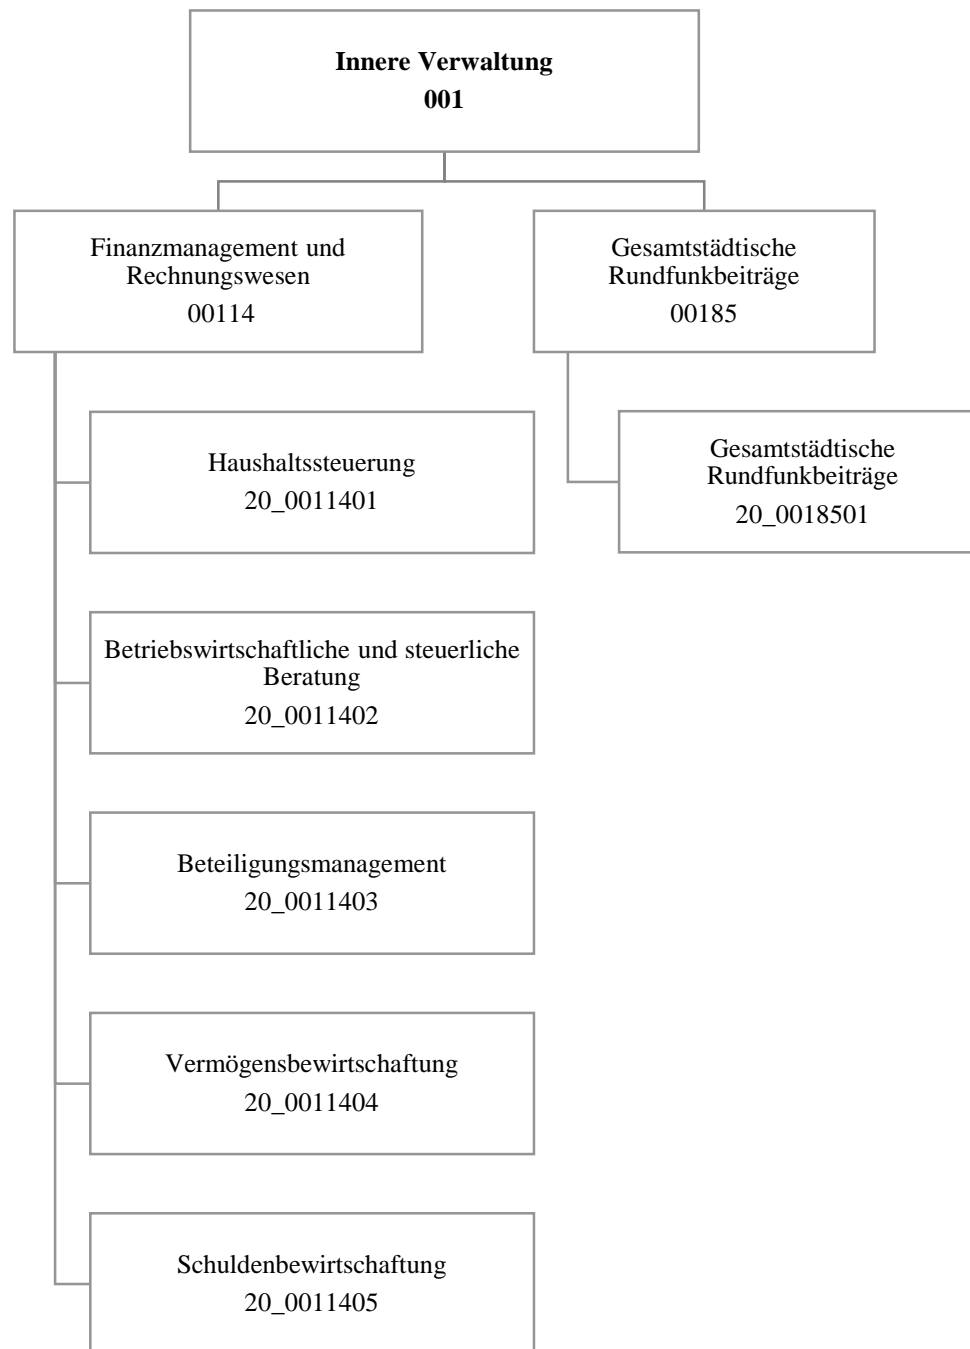 Innere Verwaltung
001
Finanzmanagement und
Rechnungswesen
00114
Gesamtstädtische
Rundfunkbeiträge
00185
Haushaltssteuerung
20_0011401
Gesamtstädtische
Rundfunkbeiträge
20_0018501
Betriebswirtschaftliche und steuerliche
Beratung
20_0011402
Beteiligungsmanagement
20_0011403
Vermögensbewirtschaftung
20_0011404
Schuldenbewirtschaftung
20_0011405